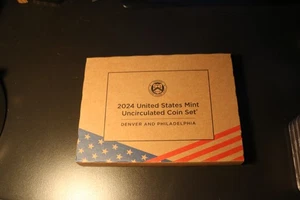 2024 United States Mint
Uncirculated Coin Set®
DENVER AND PHILADELPHIA